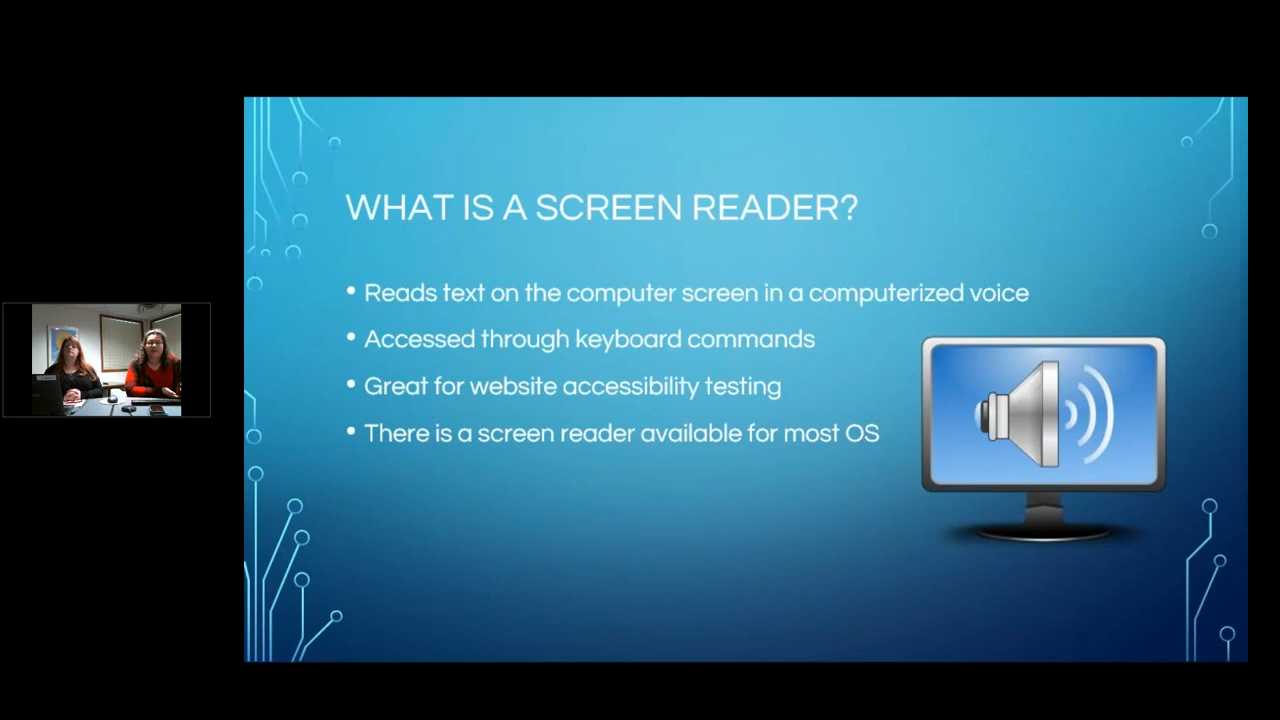 WHAT IS A SCREEN READER?
• Reads text on the computer screen in a computerized voice
• Accessed through keyboard commands
• Great for website accessibility testing
• There is a screen reader available for most OS